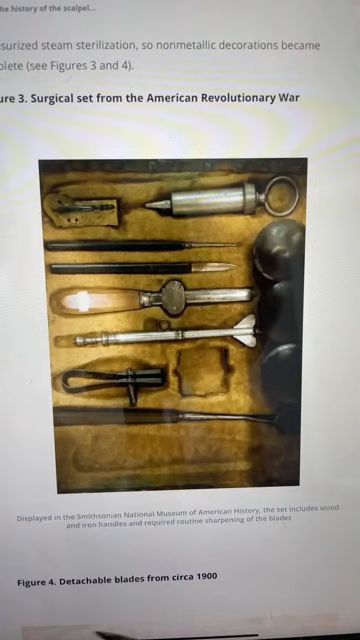 he history of the scalpel...
surized steam sterilization, so nonmetallic decorations became
olete (see Figures 3 and 4).
ure 3. Surgical set from the American Revolutionary War
Displayed in the Smithsonian National Museum of American History, the set includes wood
and iron handles and required routine sharpening of the blades
Figure 4. Detachable blades from circa 1900